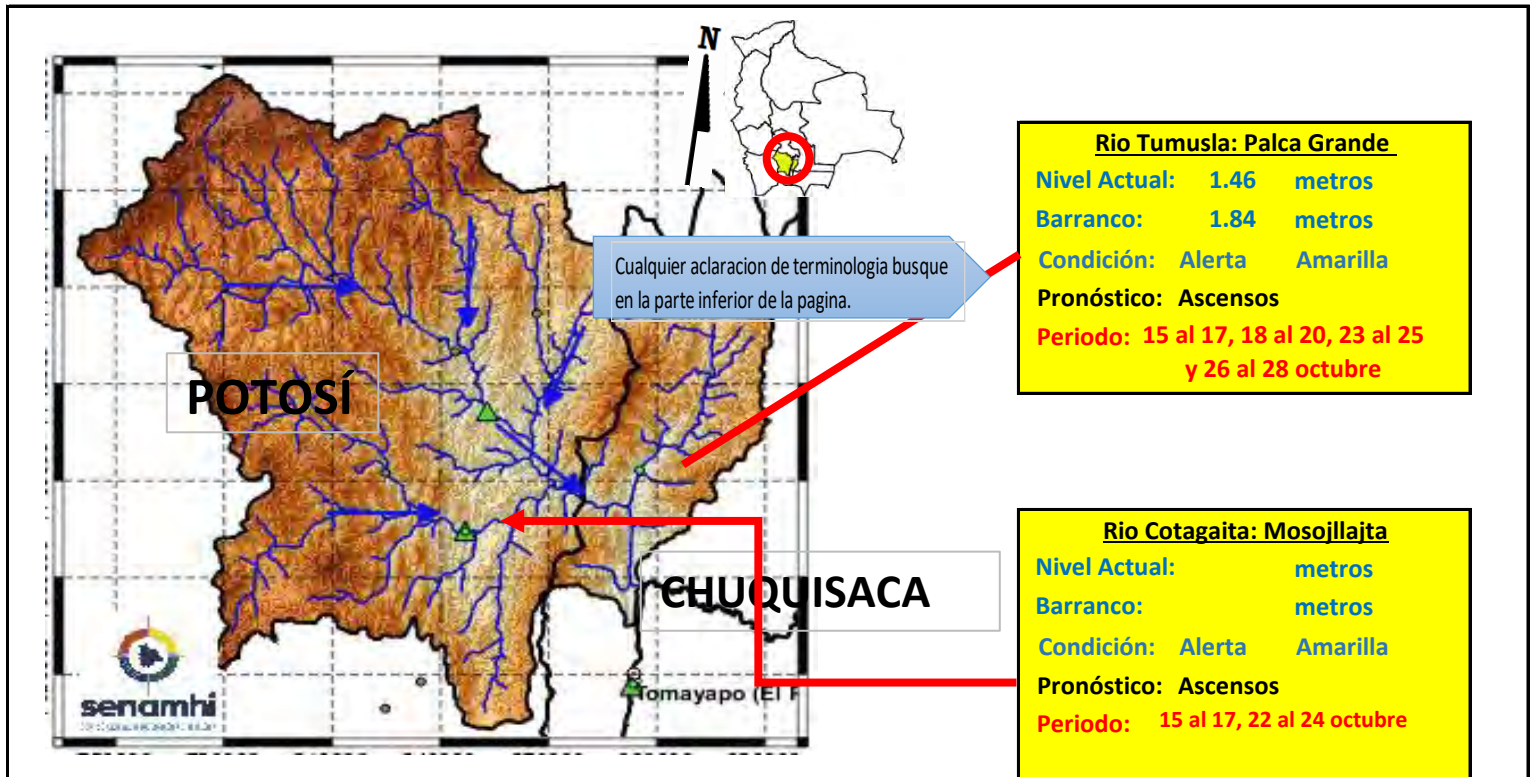 N
Rio Tumusla: Palca Grande
Nivel Actual: 1.46 metros
Barranco: 1.84 metros
Condición: Alerta Amarilla
Pronóstico: Ascensos
Periodo: 15 al 17, 18 al 20, 23 al 25
y 26 al 28 octubre
Cualquier aclaracion de terminologia busque
en la parte inferior de la pagina.
POTOSÍ
CHUQUISACA
Rio Cotagaita: Mosojllajta
Nivel Actual: metros
Barranco: metros
Condición: Alerta Amarilla
Pronóstico: Ascensos
Periodo: 15 al 17, 22 al 24 octubre
senamhi
Tomayapo (El